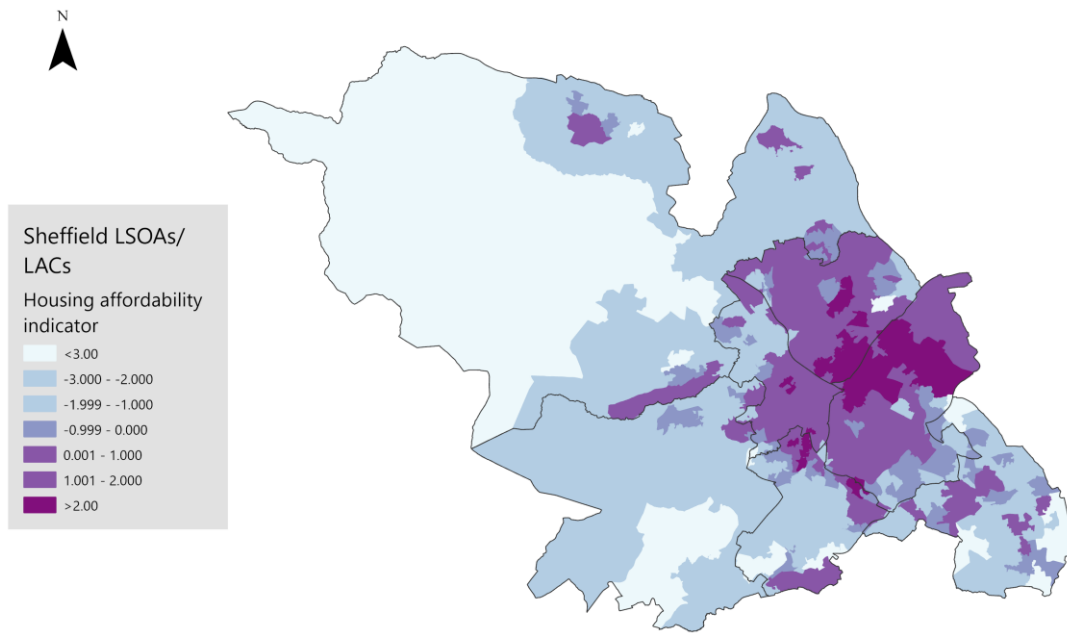 N
Sheffield LSOAs/
LACs
Housing affordability
indicator
<3.00
-3.000 - -2.000
-1.999 - -1.000
-0.999 - 0.000
0.001 - 1.000
1.001 - 2.000
>2.00